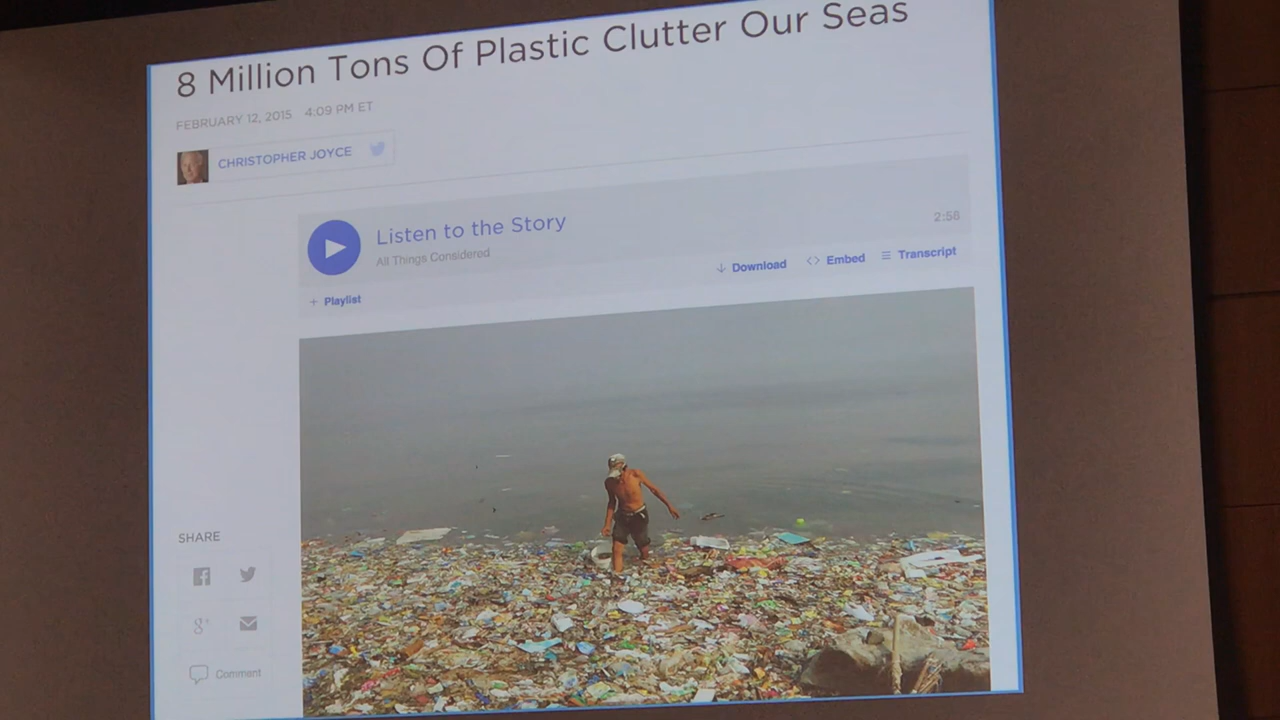 8 Million Tons Of Plastic Clutter Our Seas
FEBRUARY 12, 2015 4:09 PM ET
CHRISTOPHER JOYCE
Listen to the Story
2:58
All Things Considered
Download
Embed
Transcript
+ Playlist
SHARE
g+
Comment